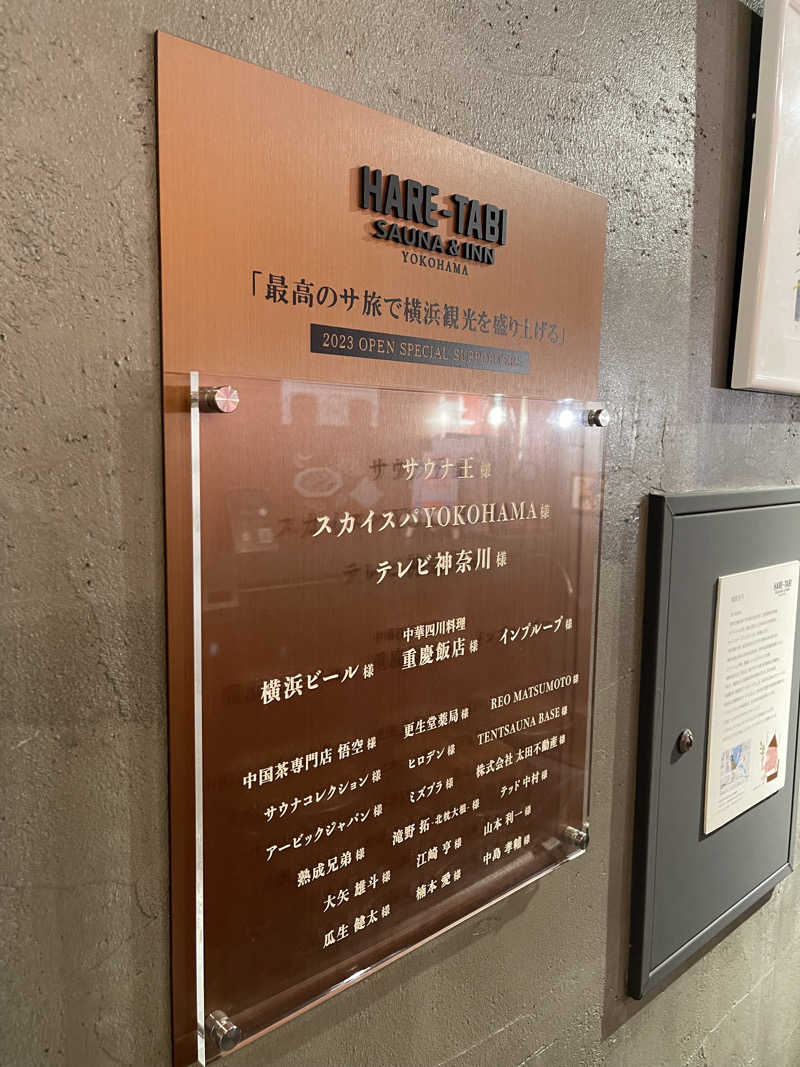 HARE-TABI
SAUNA & INN
YOKOHAMA
「最高のサ旅で横浜観光を盛り上げる」
2023 OPEN SPECIAL SUPPORTERS
サウナ王 様
スカイスパYOKOHAMA 様
テレビ神奈川 様
横浜ビール 様
中華四川料理
重慶飯店 様
インプルーブ 様
中国茶専門店 悟空 様
更生堂薬局 様
REO MATSUMOTO 様
サウナコレクション 様
ヒロデン 様
TENTSAUNA BASE 様
アービックジャパン 様
ミズプラ 様
株式会社 太田不動産 様
熟成兄弟 様
滝野 拓-北枕大根- 様
テッド 中村 様
大矢 雄斗 様
江崎 亨 様
山本 利一 様
瓜生 健太 様
楠本 愛 様
中島 孝輔 様
HARE-TABI
SAUNA & INN